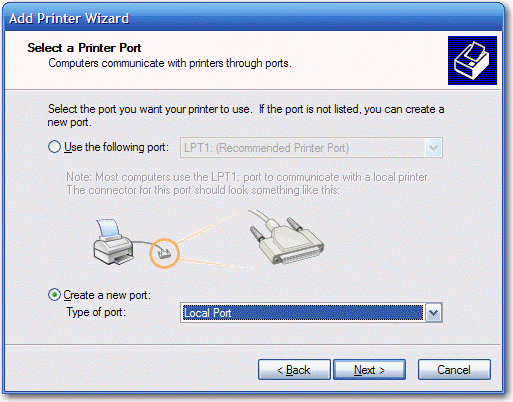 Add Printer Wizard
Select a Printer Port
Computers communicate with printers through ports.
Select the port you want your printer to use. If the port is not listed, you can create a
new port.
Use the following port:
LPT1: (Recommended Printer Port)
Note: Most computers use the LPT1: port to communicate with a local printer.
The connector for this port should look something like this:
Create a new port:
Type of port:
Local Port
< Back
Next >
Cancel